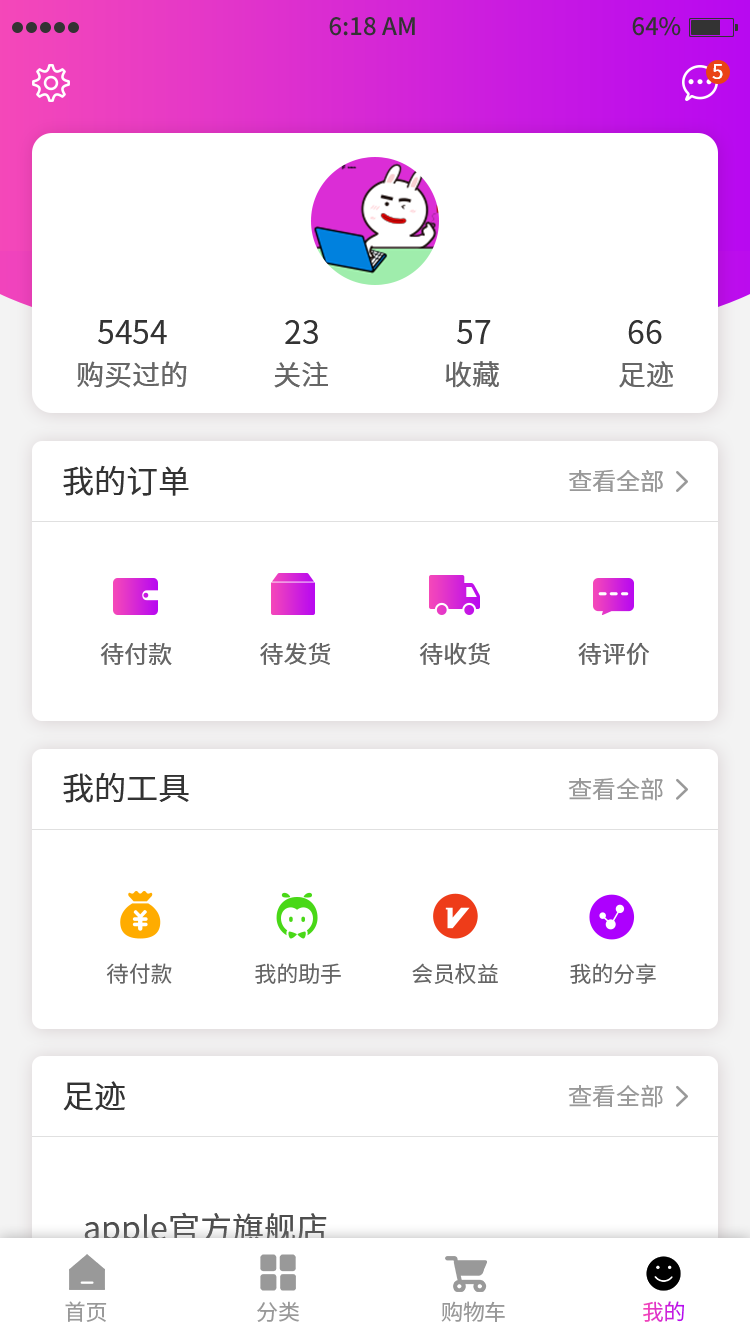 6:18 AM 64%
5
5454 23 57 66
购买过的 关注 收藏 足迹
我的订单 查看全部
待付款 待发货 待收货 待评价
我的工具 查看全部
待付款 我的助手 会员权益 我的分享
足迹 查看全部
apple官方旗舰店
首页 分类 购物车 我的